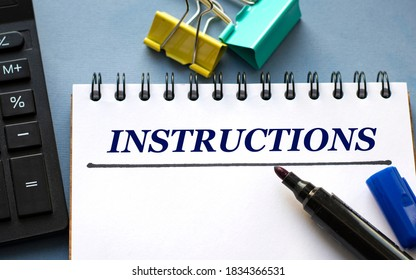 %
M+
%
-
=
INSTRUCTIONS
shutterstock.com · 1834366531